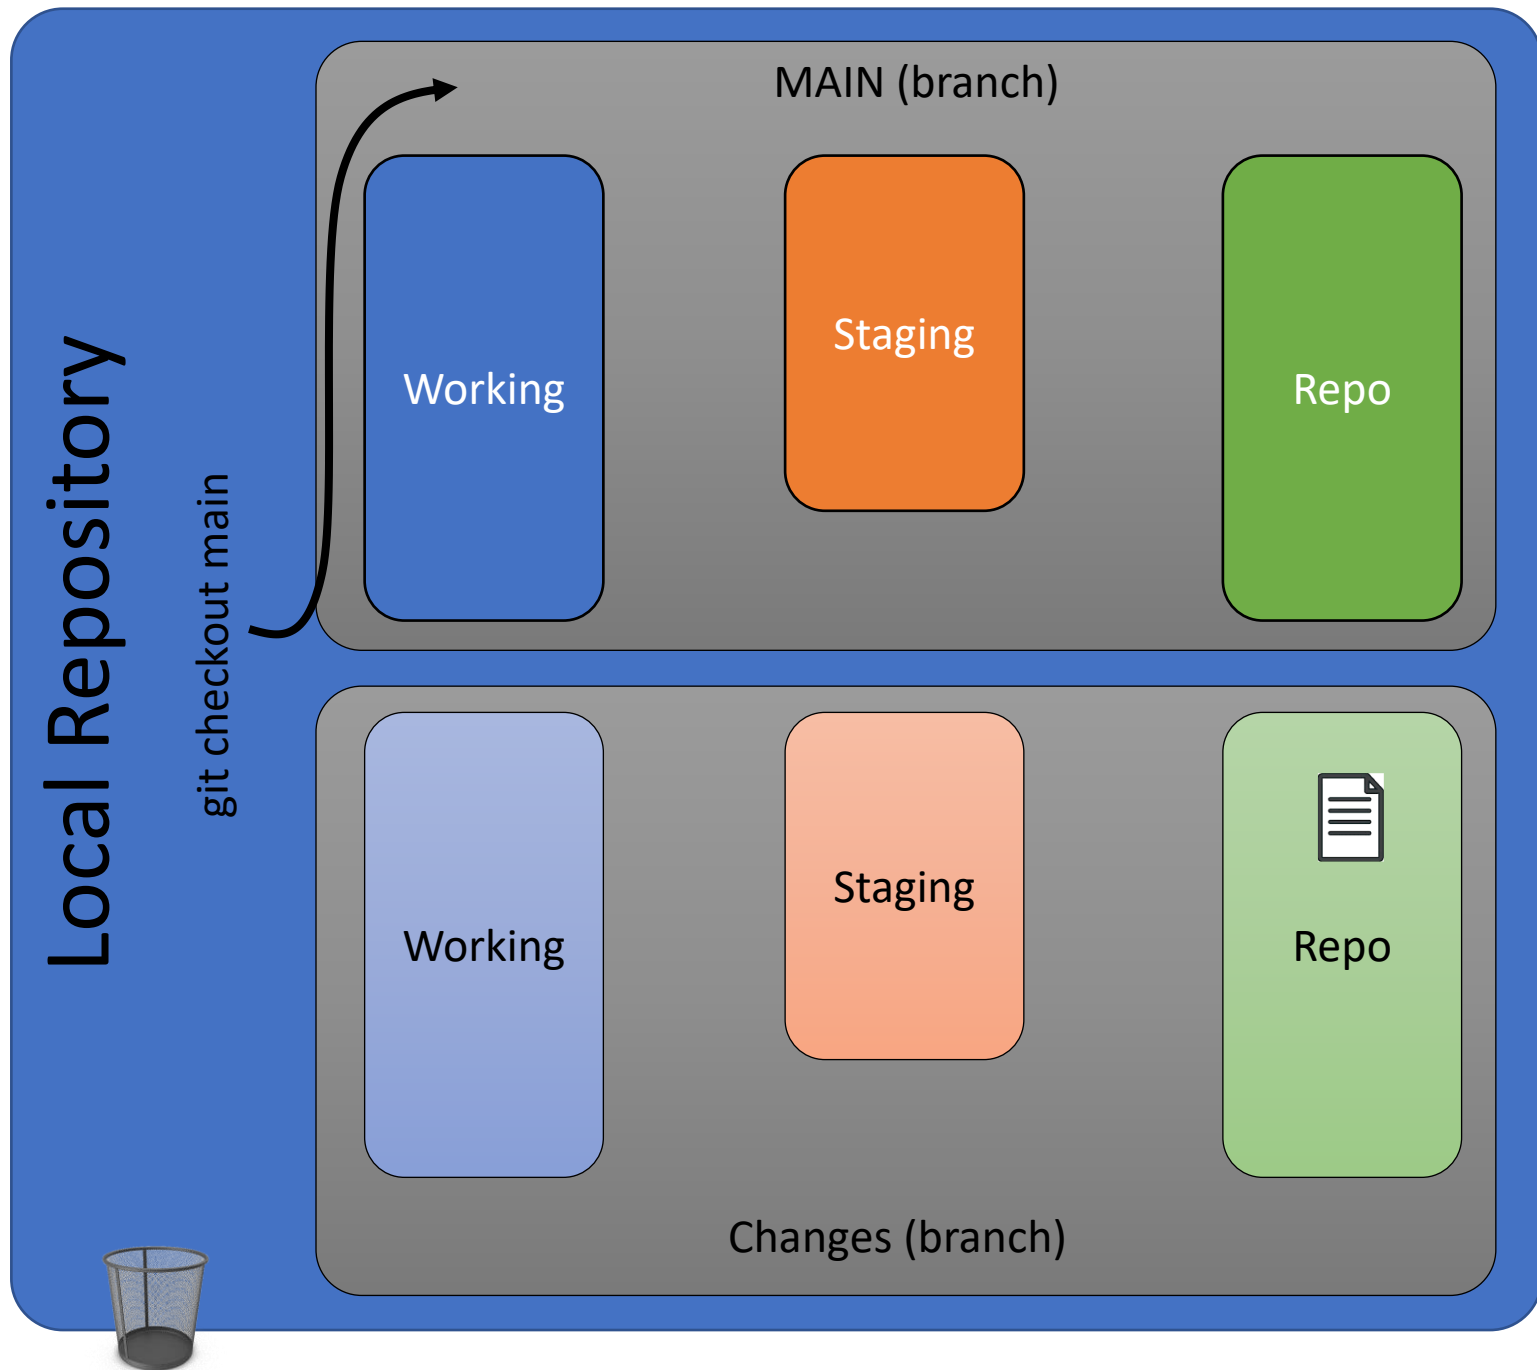 Local Repository
git checkout main
MAIN (branch)
Working
Staging
Repo
Working
Staging
Repo
Changes (branch)